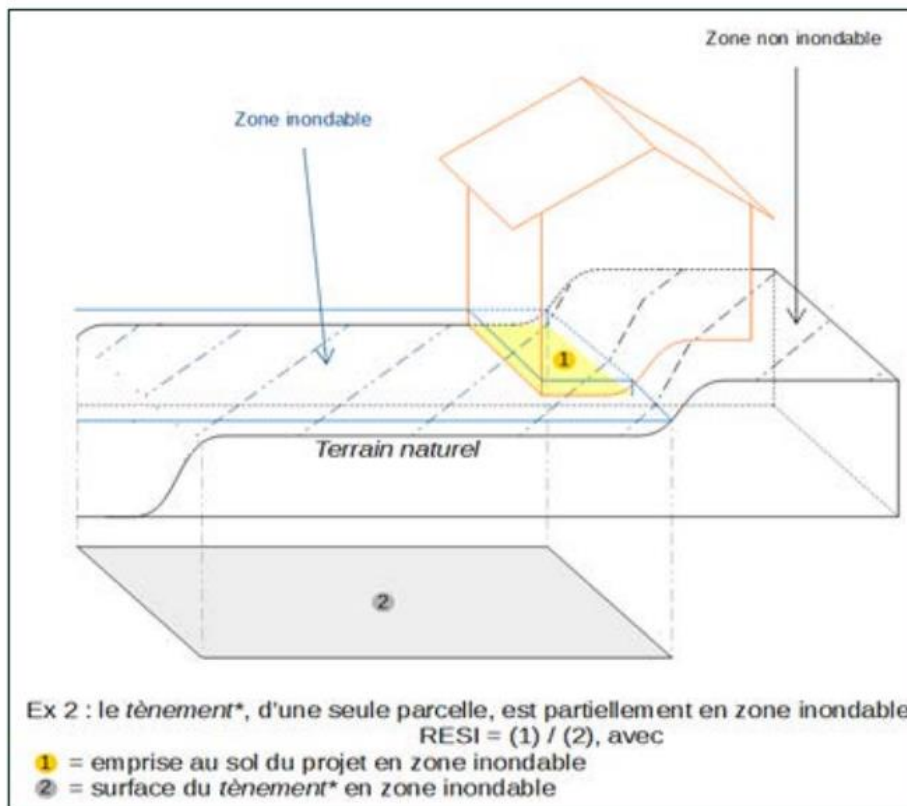 Zone non inondable
Zone inondable
1
Terrain naturel
2
Ex 2 : le tènement*, d'une seule parcelle, est partiellement en zone inondable
RESI = (1) / (2), avec
1 = emprise au sol du projet en zone inondable
2 = surface du tènement* en zone inondable